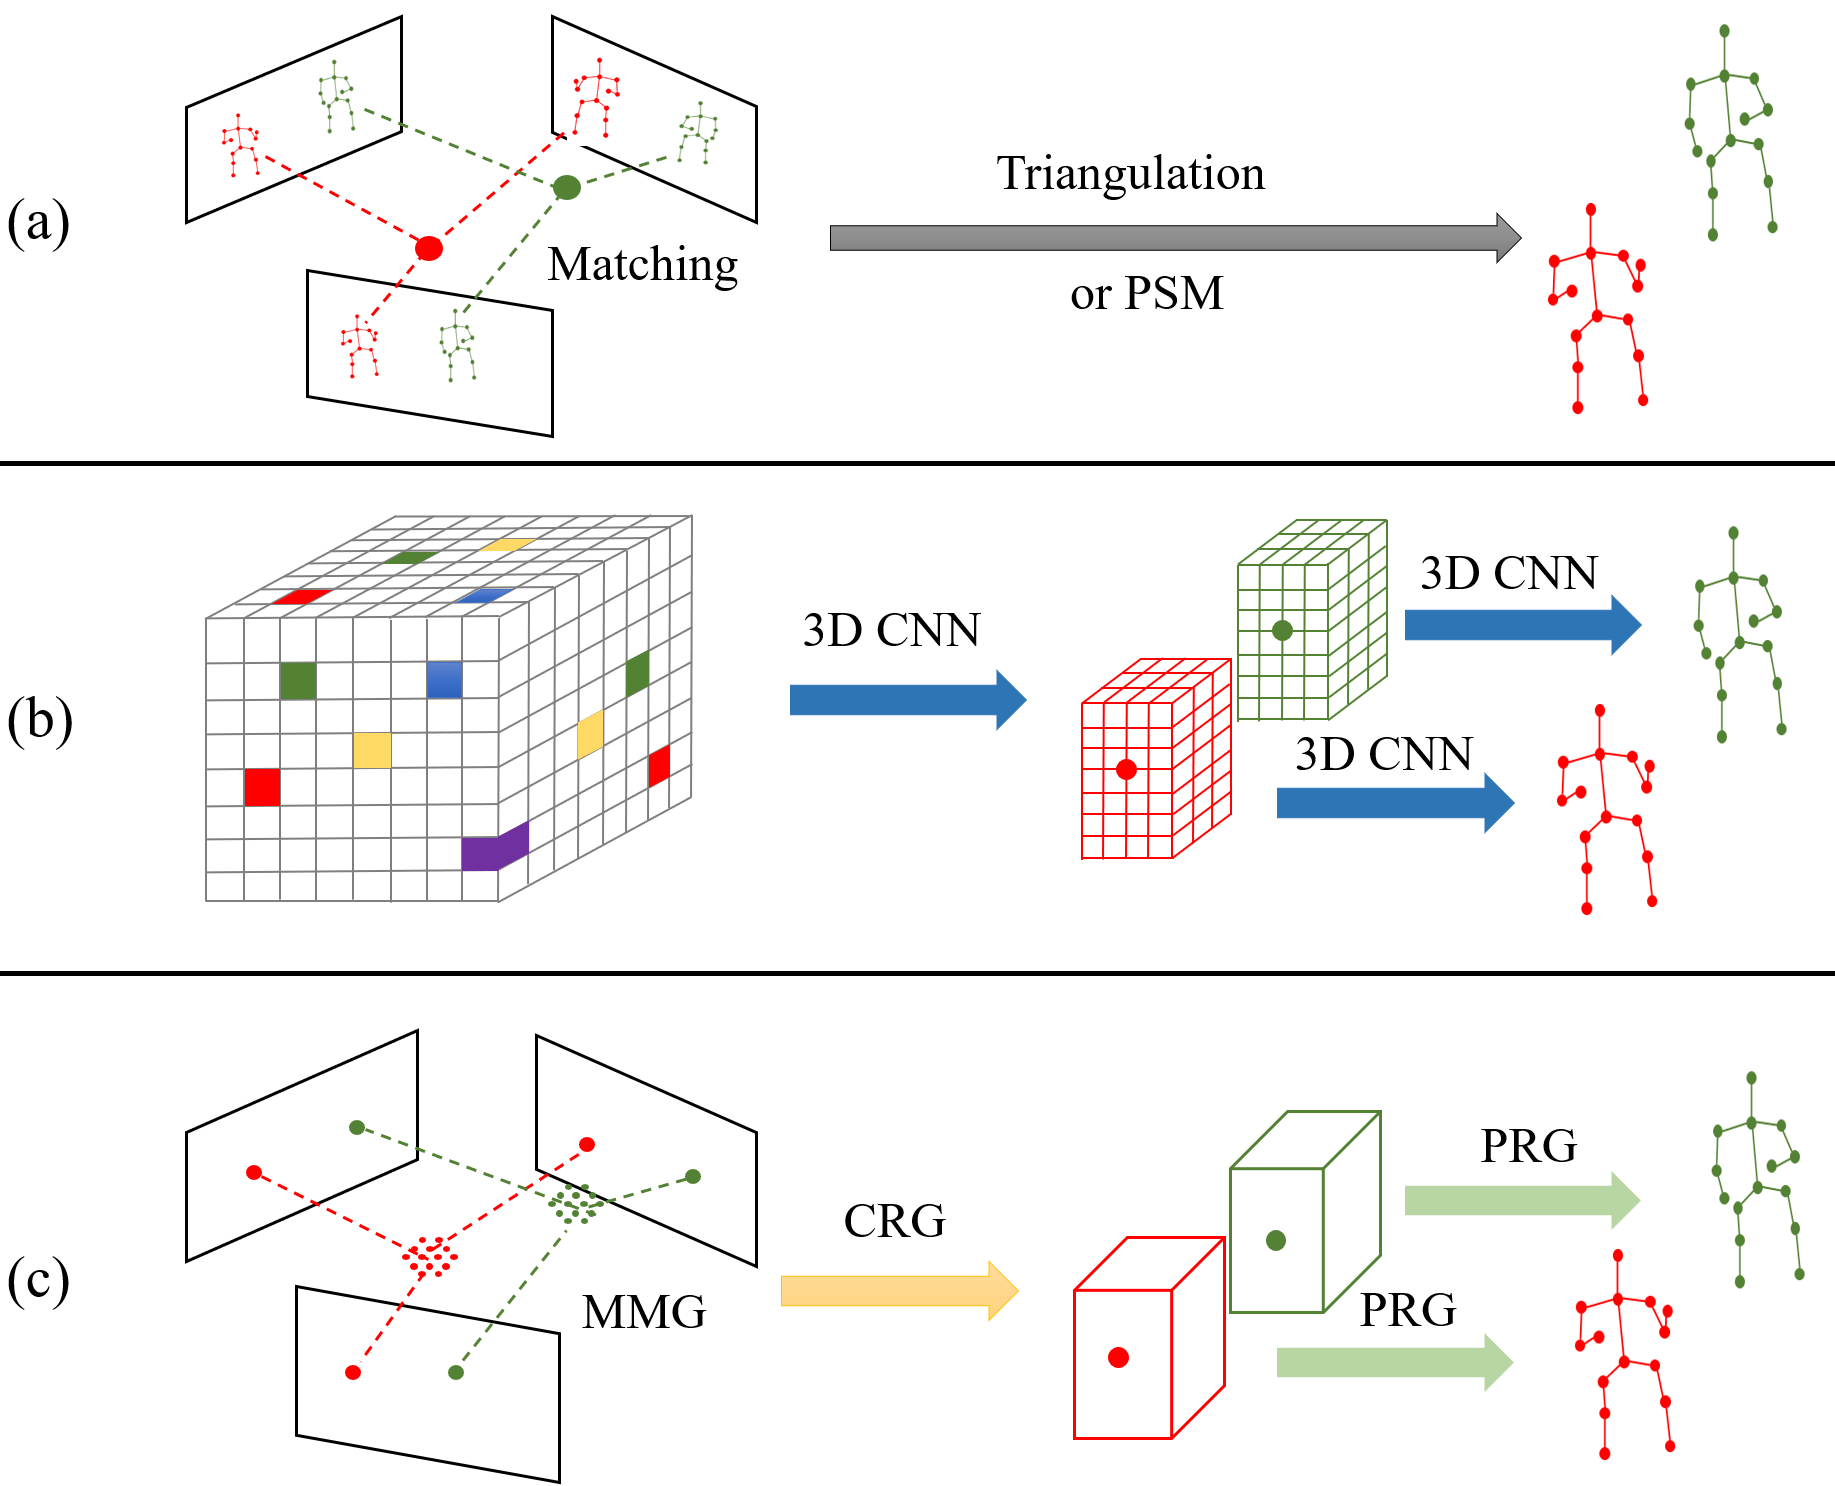 (a)
Matching
Triangulation
or PSM
(b)
3D CNN
3D CNN
3D CNN
(c)
MMG
CRG
PRG
PRG